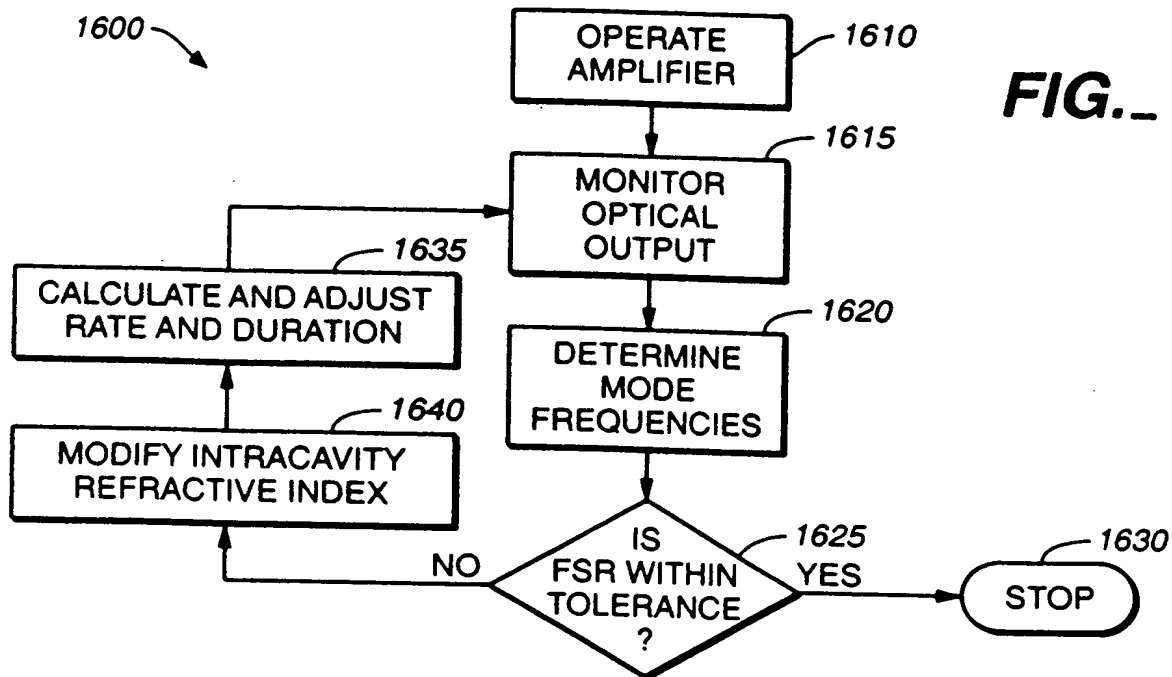 1600
OPERATE
AMPLIFIER
1610
FIG._
1615
MONITOR
OPTICAL
OUTPUT
1635
CALCULATE AND ADJUST
RATE AND DURATION
1620
DETERMINE
MODE
FREQUENCIES
1640
MODIFY INTRACAVITY
REFRACTIVE INDEX
1625
IS
FSR WITHIN
TOLERANCE
?
NO
YES
1630
STOP